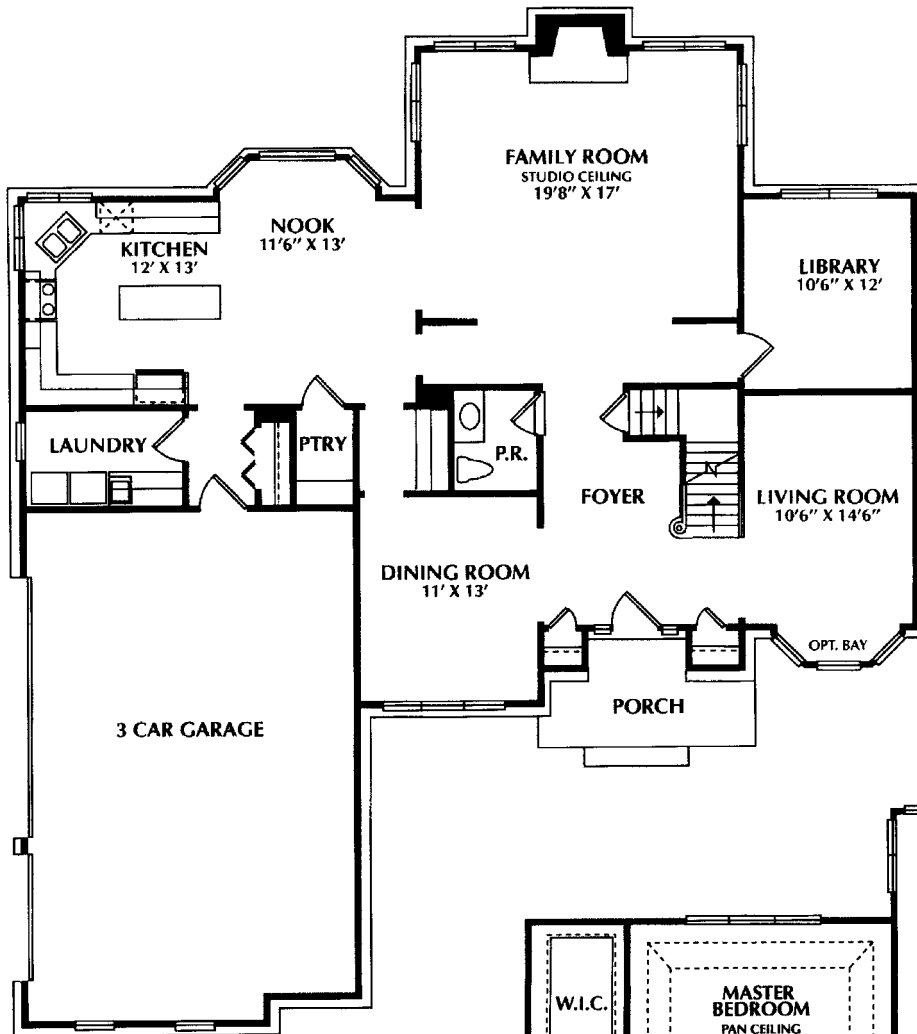 FAMILY ROOM
STUDIO CEILING
19'8" X 17'
NOOK
11'6" X 13'
KITCHEN
12' X 13'
LIBRARY
10'6" X 12'
LAUNDRY
PTRY
P.R.
FOYER
LIVING ROOM
10'6" X 14'6"
DINING ROOM
11' X 13'
OPT. BAY
PORCH
3 CAR GARAGE
W.I.C.
MASTER
BEDROOM
PAN CEILING